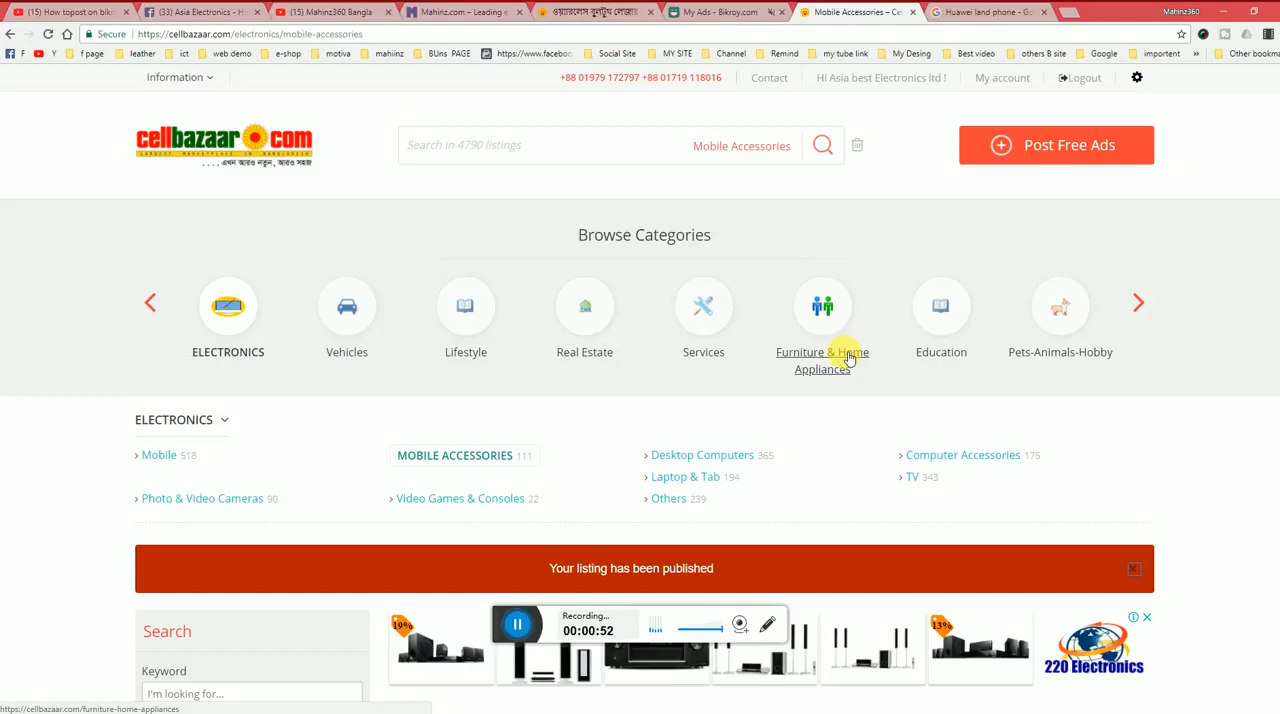 (15) How topost on bikr
(33) Asia Electronics - H
(15) Mahinz360 Bangla
Mahinz.com – Leading e
ওয়ারলেস বুলটুথ লেজা
My Ads - Bikroy.com
Mobile Accessories – Ce
Huawei land phone - Go
Mahinz360
Secure https://cellbazaar.com/electronics/mobile-accessories
F Y f page leather ict web demo e-shop motiva mahiinz BUns PAGE https://www.faceboo Social Site MY SITE Channel Remind my tube link My Desing Best video others B site Google importent » Other bookm
Information +88 01979 172797 +88 01719 118016 Contact Hi Asia best Electronics ltd ! My account Logout
cellbazaar com
LARGEST MARKETPLACE IN BANGLADESH
....এখন আরও নতুন, আরও সহজ
Search in 4790 listings Mobile Accessories
Post Free Ads
Browse Categories
ELECTRONICS Vehicles Lifestyle Real Estate Services Furniture & Home Education Pets-Animals-Hobby
Appliances
ELECTRONICS
› Mobile 518 MOBILE ACCESSORIES 111 › Desktop Computers 365 › Computer Accessories 175
› Laptop & Tab 194 › TV 343
› Photo & Video Cameras 90 › Video Games & Consoles 22 › Others 239
Your listing has been published
Recording...
00:00:52
Search
19%
13%
220 Electronics
Keyword
I'm looking for...
https://cellbazaar.com/furniture-home-appliances